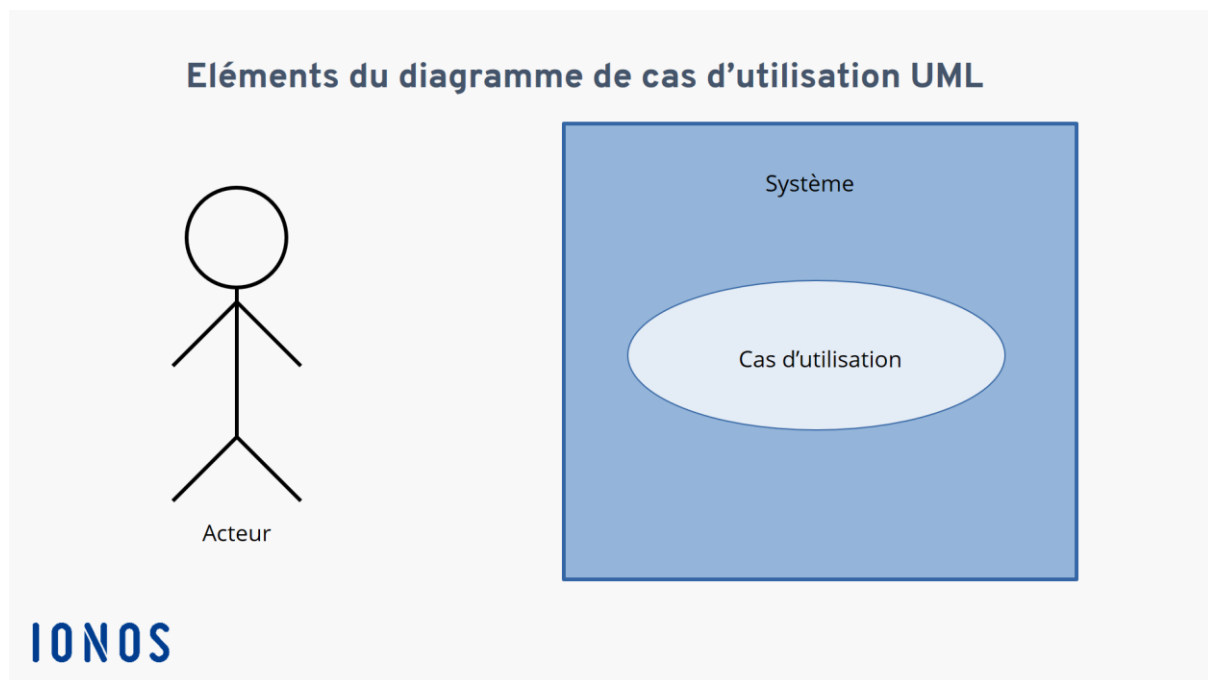 Eléments du diagramme de cas d’utilisation UML
Système
Cas d’utilisation
Acteur
IONOS